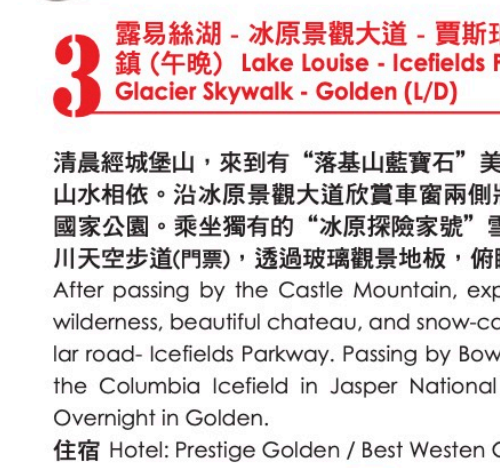 3
露易絲湖 - 冰原景觀大道 - 賈斯
鎮 (午晚) Lake Louise - Icefields
Glacier Skywalk - Golden (L/D)
清晨經城堡山，來到有“落基山藍寶石”美
山水相依。沿冰原景觀大道欣賞車窗兩側
國家公園。乘坐獨有的“冰原探險家號”
川天空步道(門票)，透過玻璃觀景地板，俯
After passing by the Castle Mountain,
wilderness, beautiful chateau, and
lar road- Icefields Parkway. Passing by Bow
the Columbia Icefield in Jasper National
Overnight in Golden.
住宿 Hotel: Prestige Golden / Best Westen